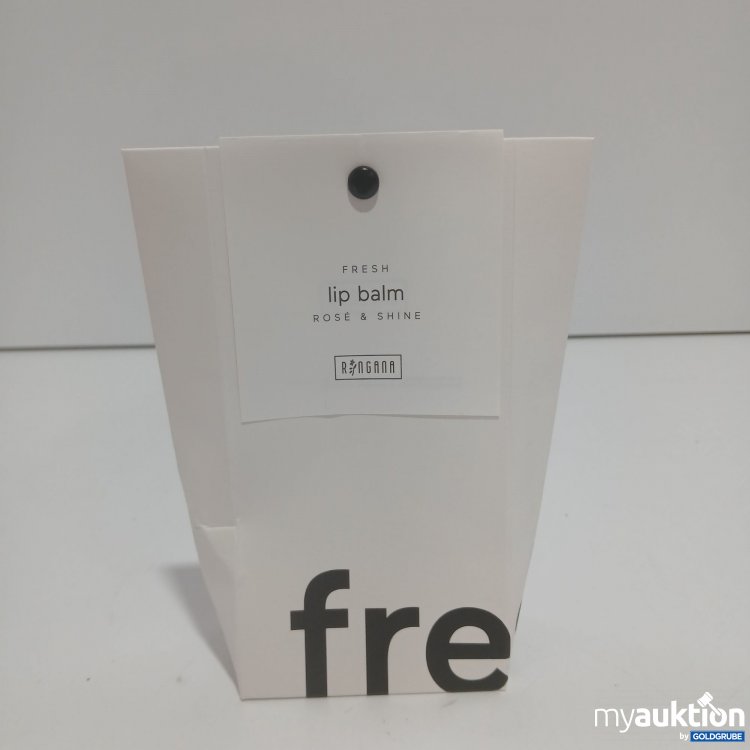 FRESH
lip balm
ROSÉ & SHINE
RINGANA
fre
myauktion
by GOLDGRUBE